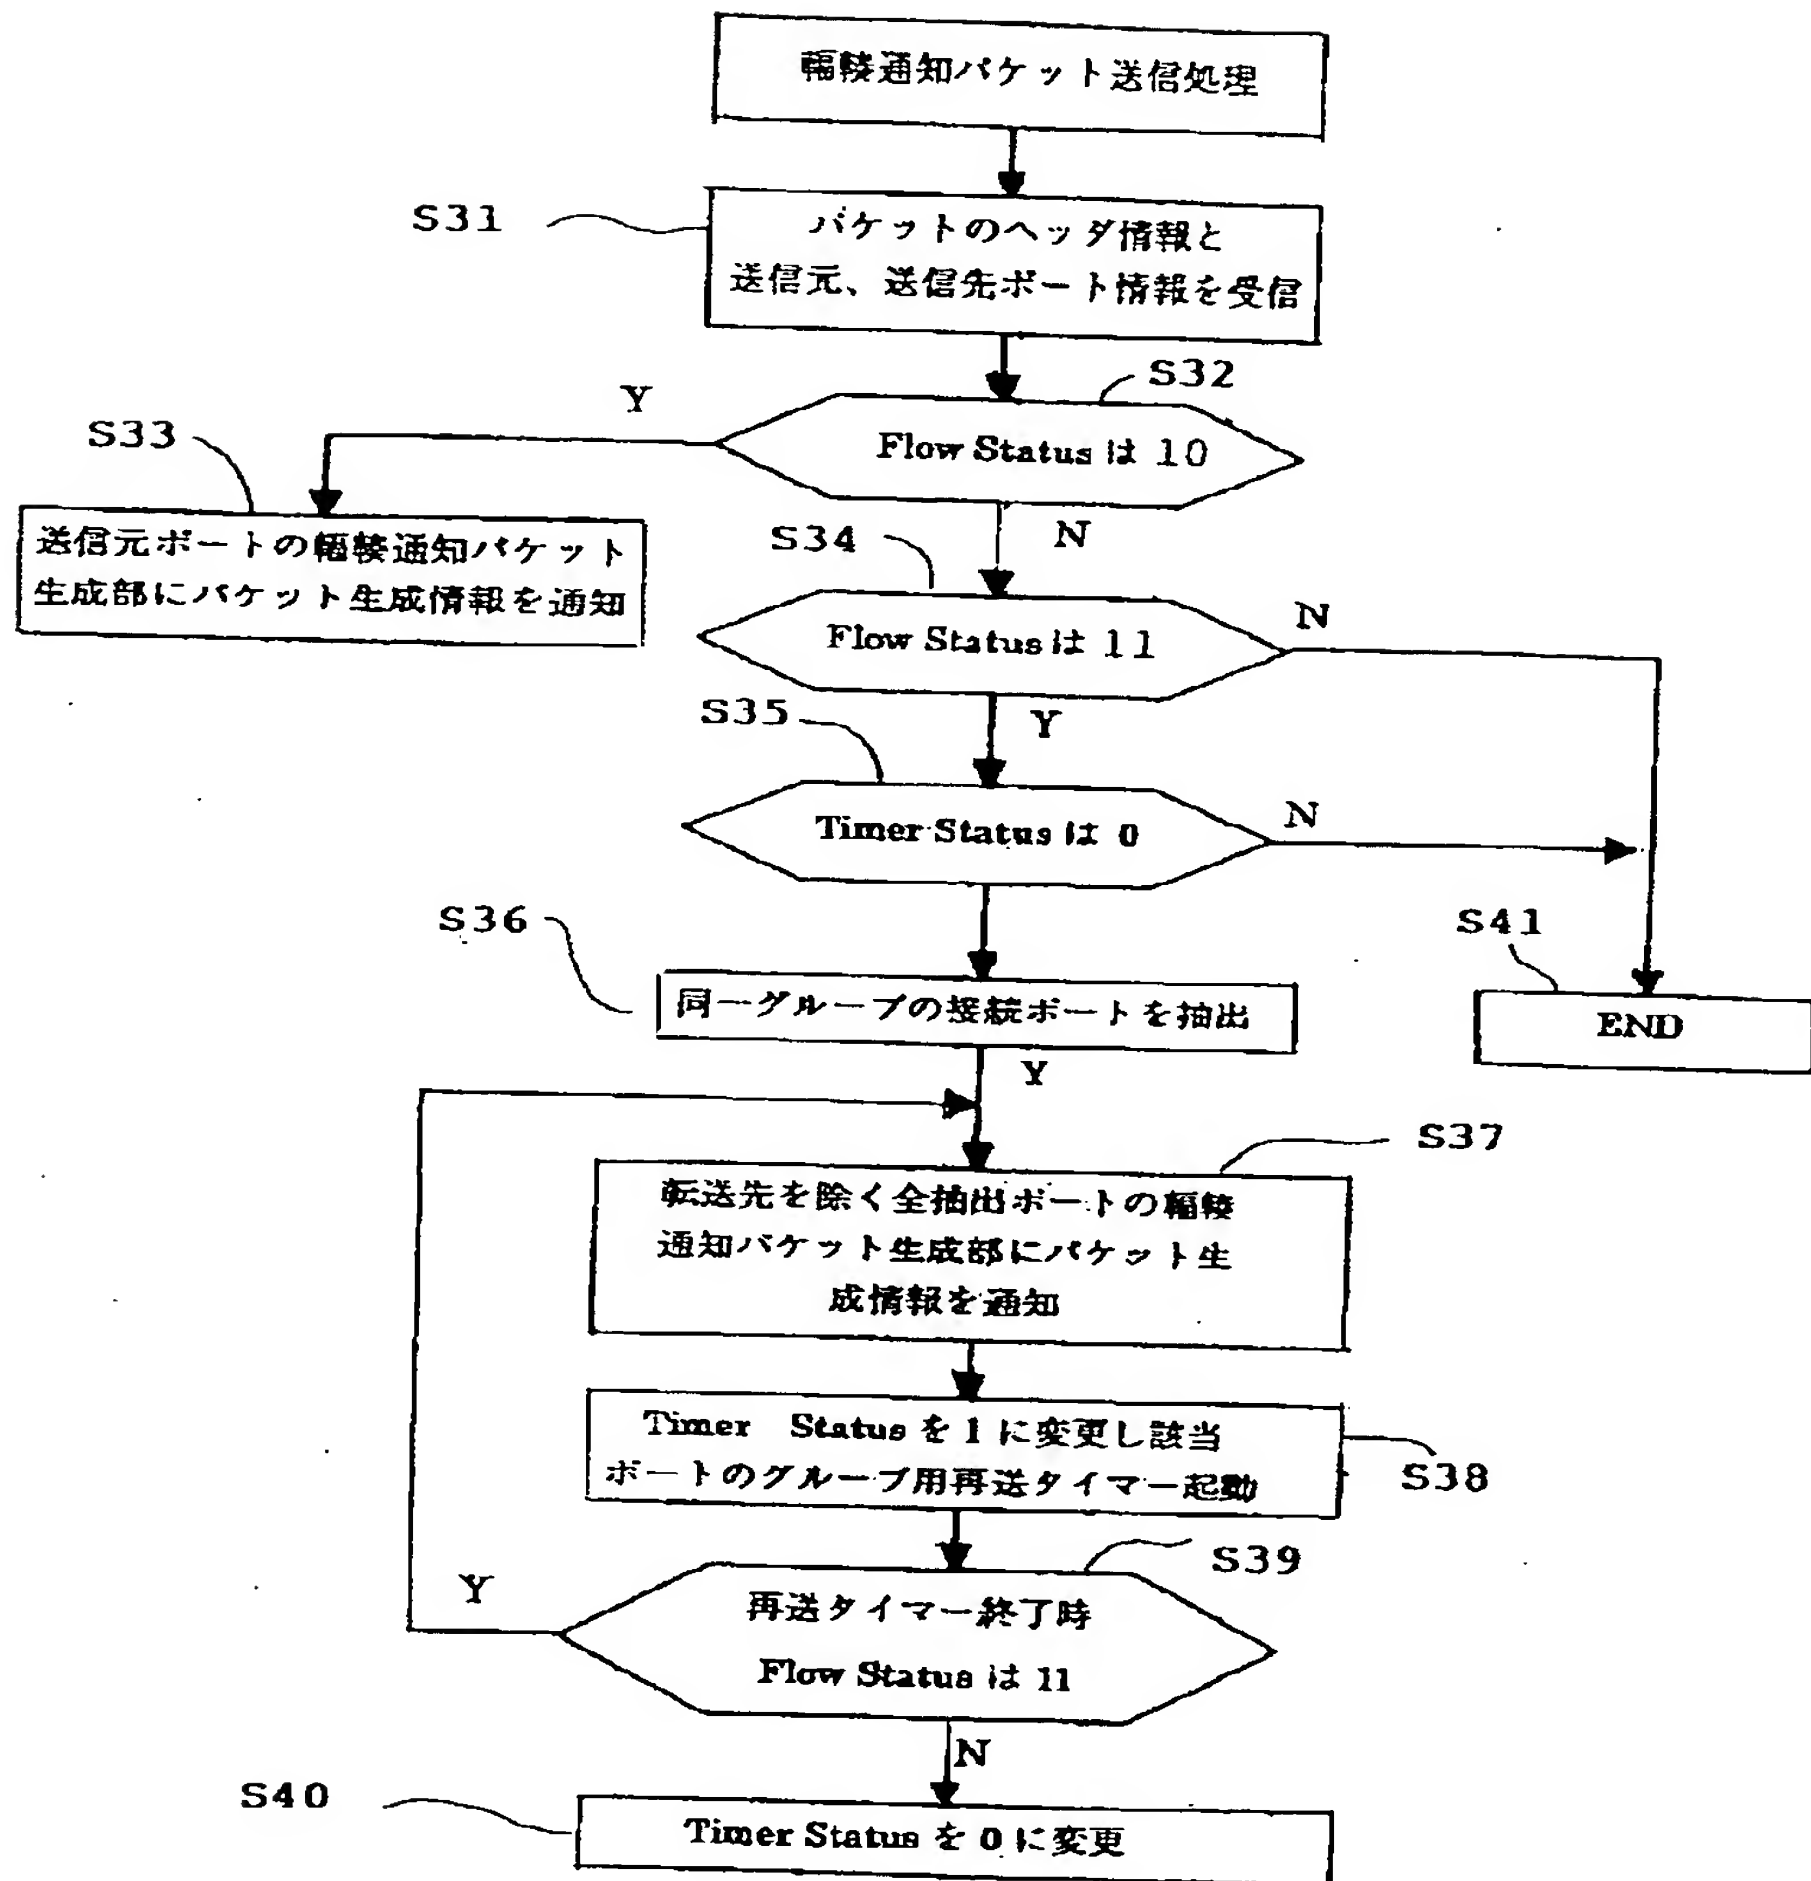 輻輳通知パケット送信処理
S31
パケットのヘッダ情報と
送信元、送信先ポート情報を受信
S32
Y
Flow Status は 10
S33
N
送信元ポートの輻輳通知パケット
生成部にパケット生成情報を通知
S34
Flow Status は 11
N
S35
Y
Timer Status は 0
N
S36
同一グループの接続ポートを抽出
S41
END
Y
S37
転送先を除く全抽出ポートの輻輳
通知パケット生成部にパケット生
成情報を通知
Timer Status を 1 に変更し該当
ポートのグループ用再送タイマー起動
S38
S39
Y
再送タイマー終了時
Flow Status は 11
N
S40
Timer Status を 0 に変更